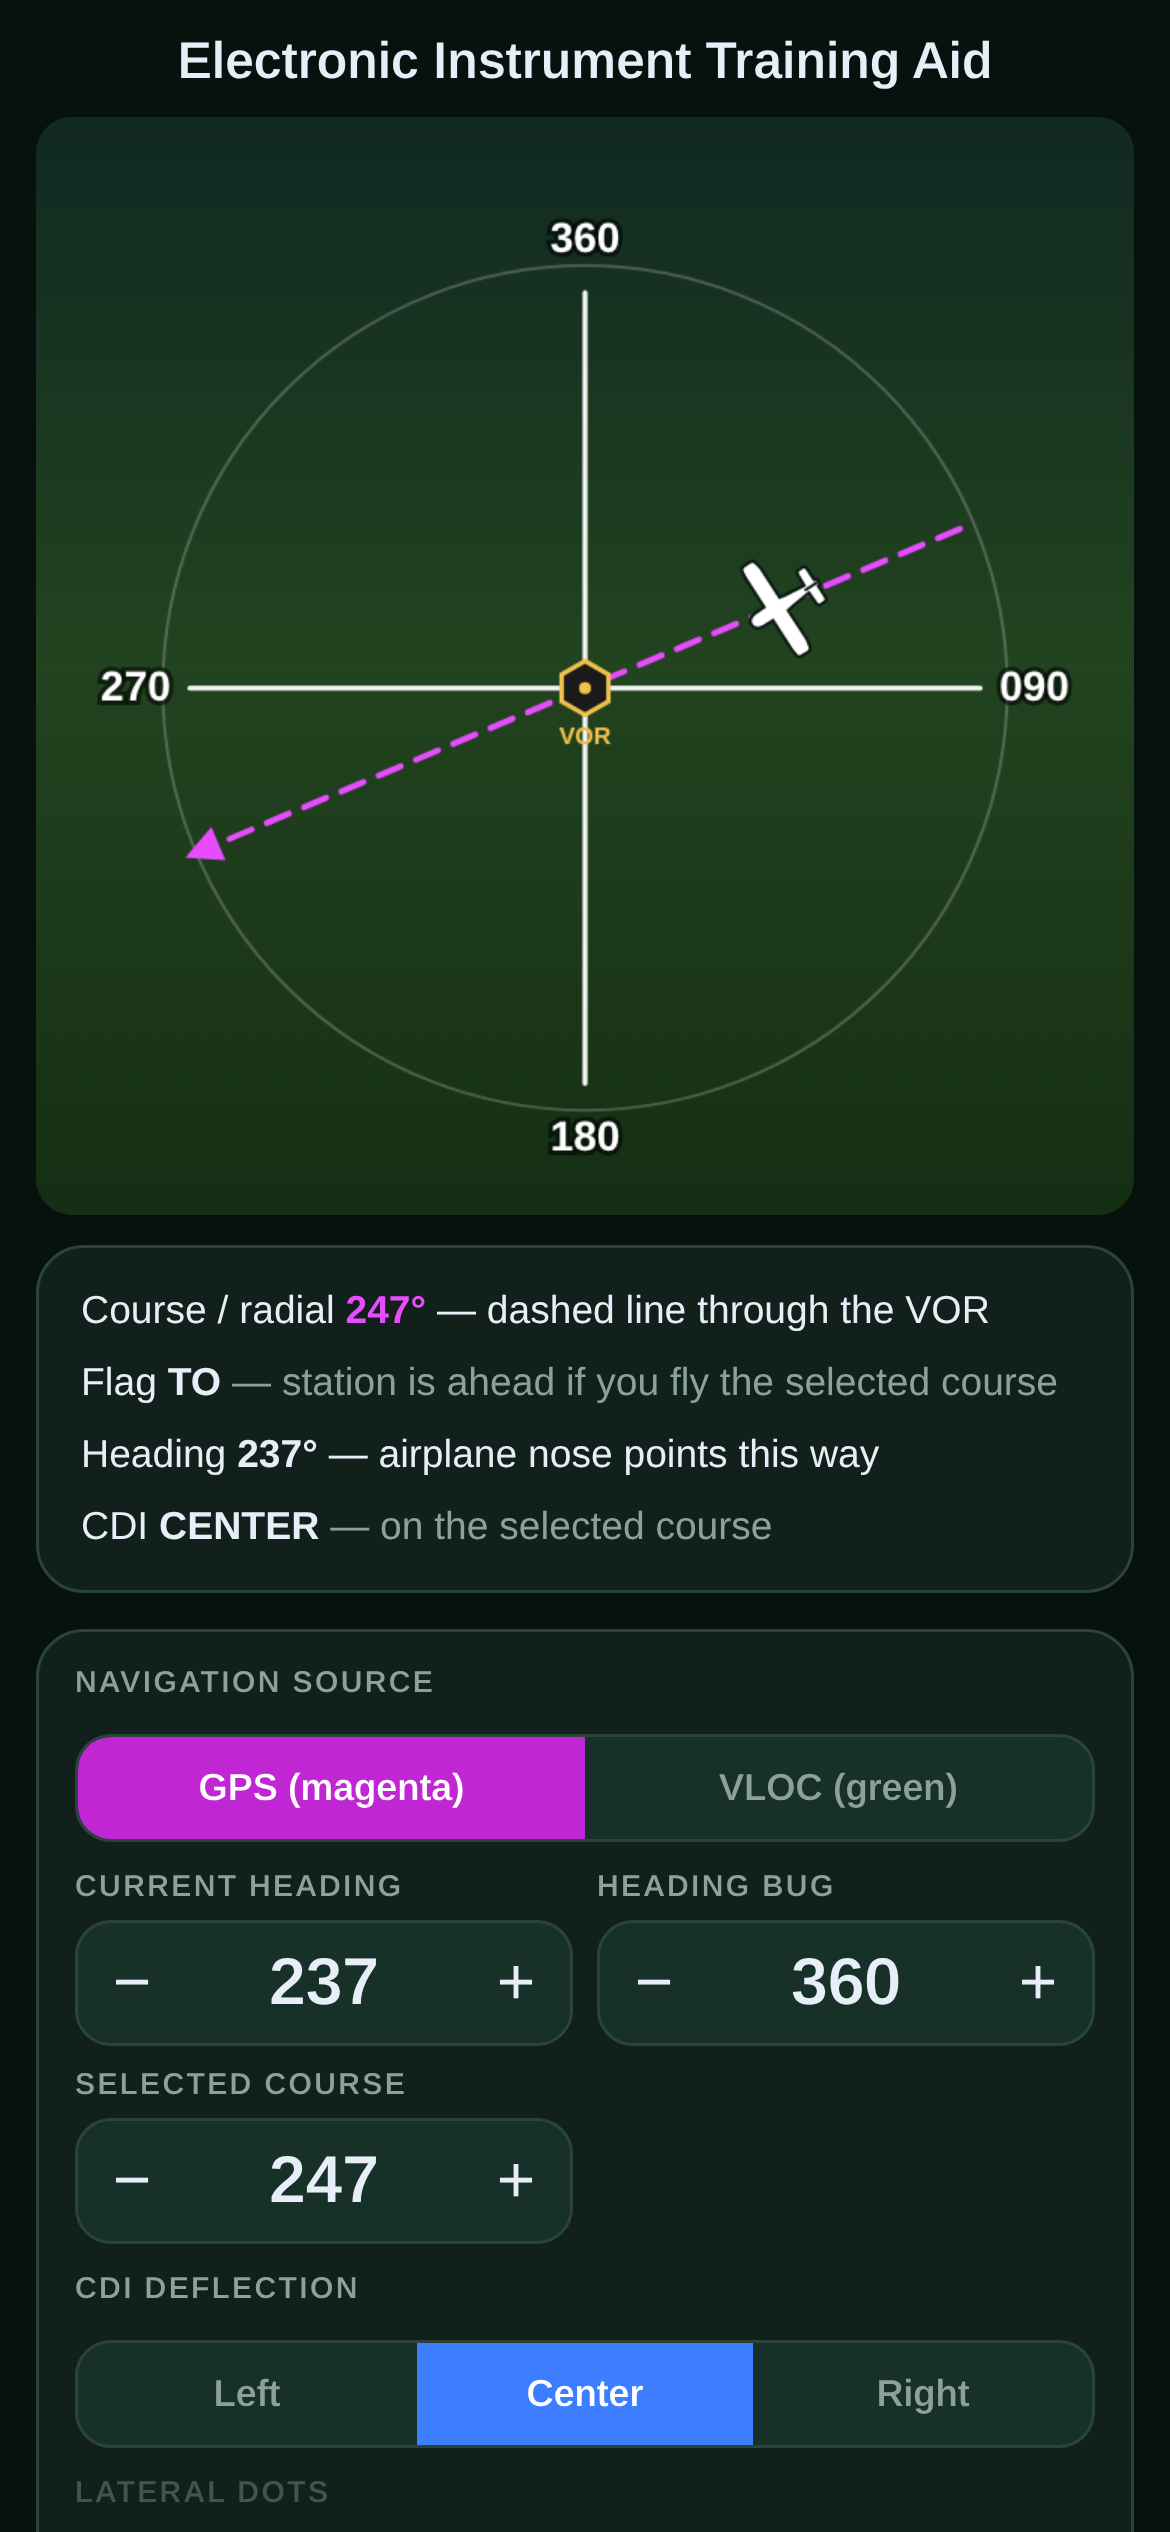 Electronic Instrument Training Aid
360
270
090
VOR
180
Course / radial 247° — dashed line through the VOR
Flag TO — station is ahead if you fly the selected course
Heading 237° — airplane nose points this way
CDI CENTER — on the selected course
NAVIGATION SOURCE
GPS (magenta) VLOC (green)
CURRENT HEADING HEADING BUG
− 237 + − 360 +
SELECTED COURSE
− 247 +
CDI DEFLECTION
Left Center Right
LATERAL DOTS